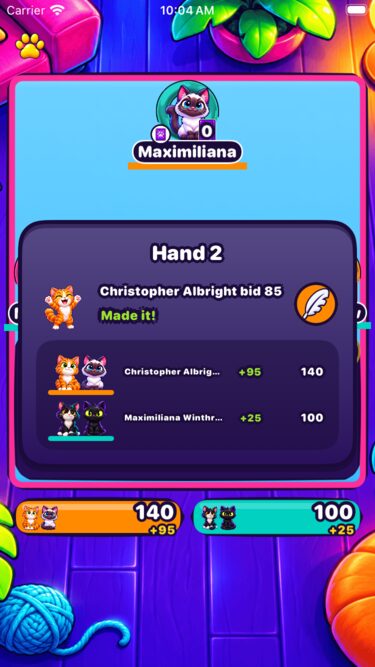 Carrier 10:04 AM
0
Maximiliana
Hand 2
Christopher Albright bid 85
Made it!
Christopher Albrig... +95 140
Maximiliana Winthr... +25 100
140
+95
100
+25